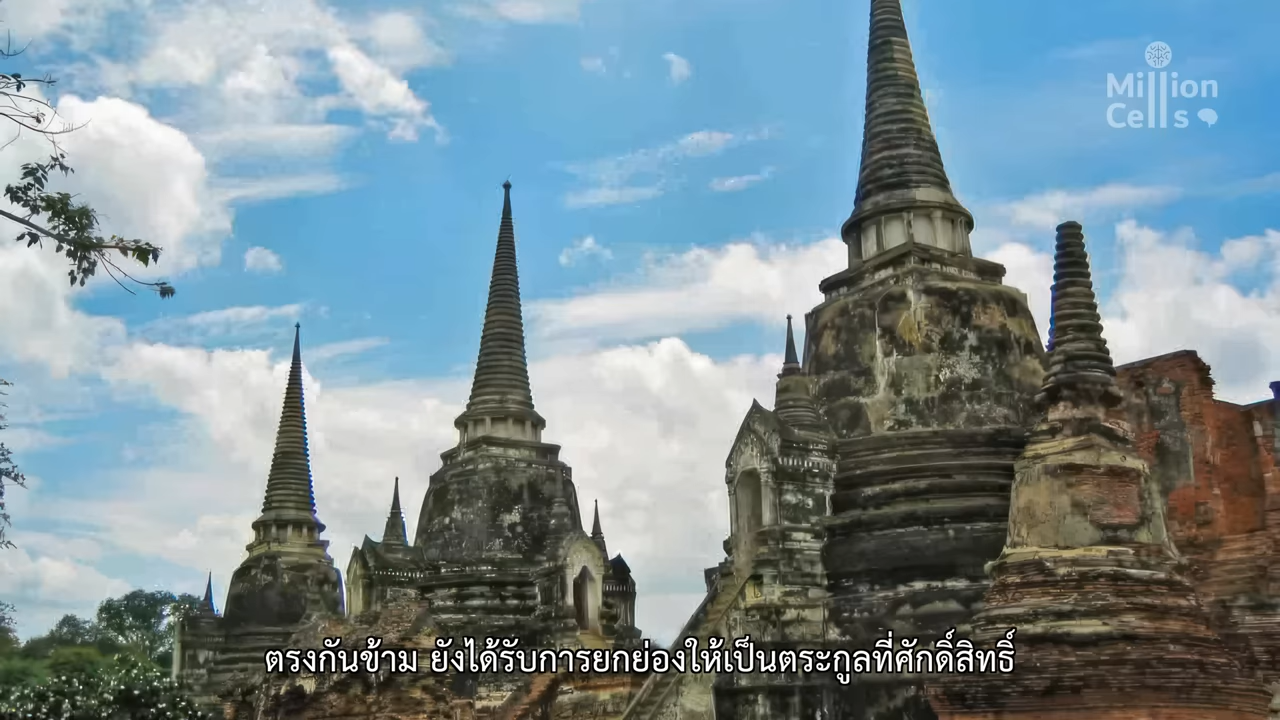 Million
Cells
ตรงกันข้าม ยังได้รับการยกย่องให้เป็นตระกูลที่ศักดิ์สิทธิ์